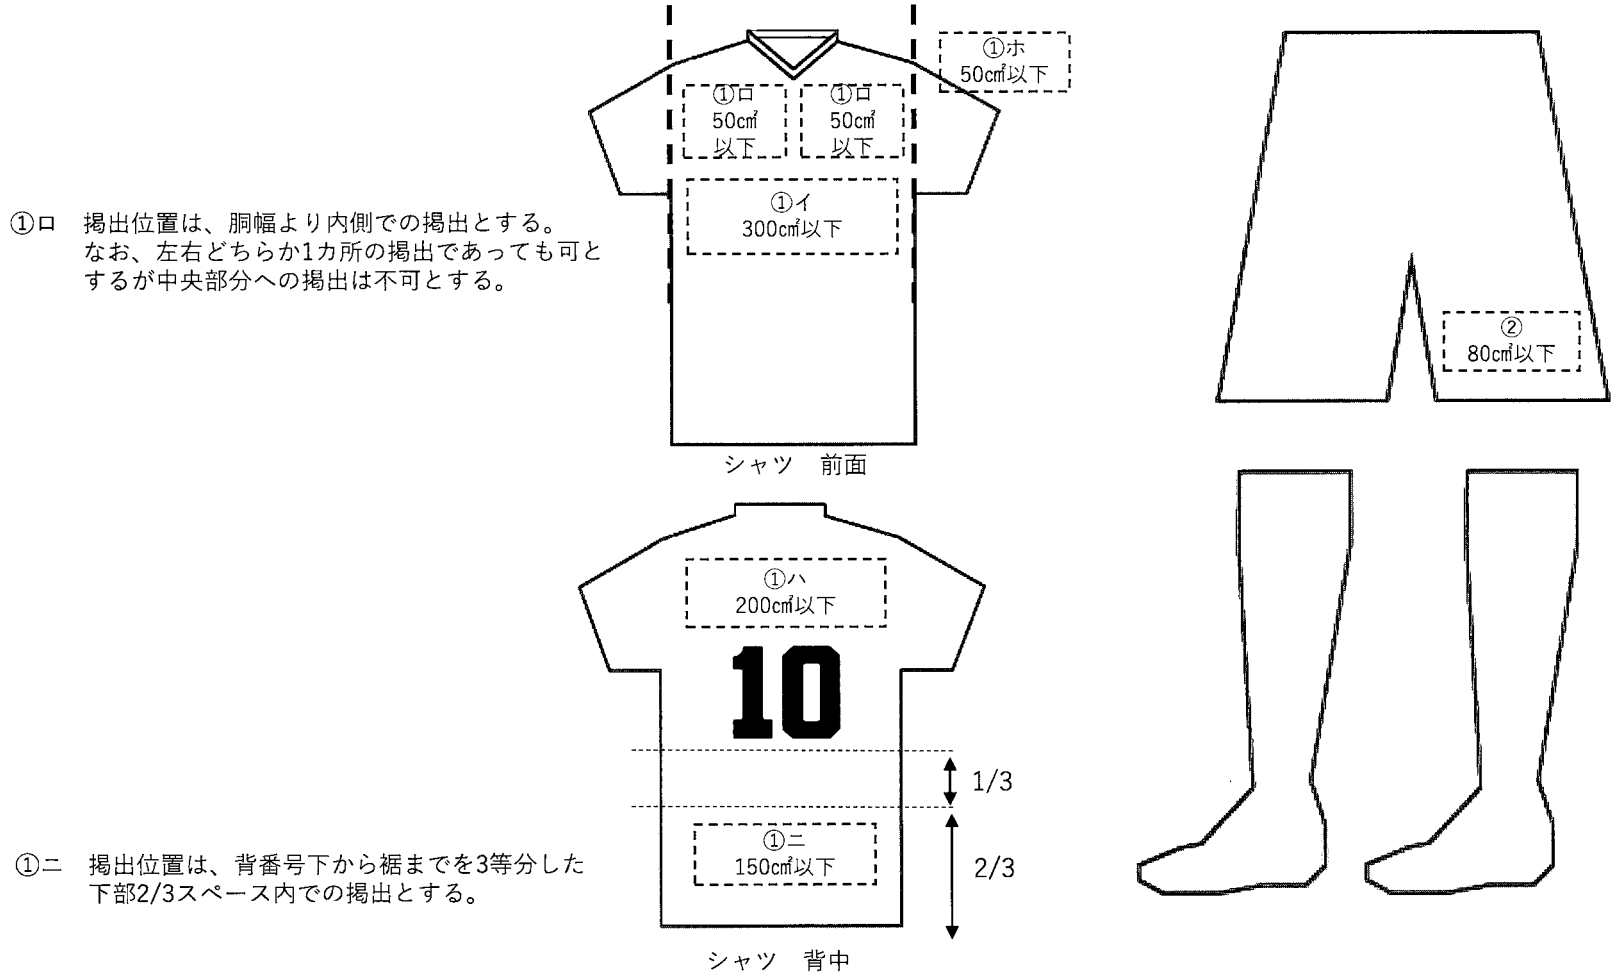 ①ホ
50㎠以下
①ロ
50㎠
以下
①ロ
50㎠
以下
①イ
300㎠以下
①ロ 掲出位置は、胴幅より内側での掲出とする。
なお、左右どちらか1カ所の掲出であっても可と
するが中央部分への掲出は不可とする。
②
80㎠以下
シャツ 前面
①ハ
200㎠以下
10
1/3
①ニ
150㎠以下
2/3
①ニ 掲出位置は、背番号下から裾までを3等分した
下部2/3スペース内での掲出とする。
シャツ 背中